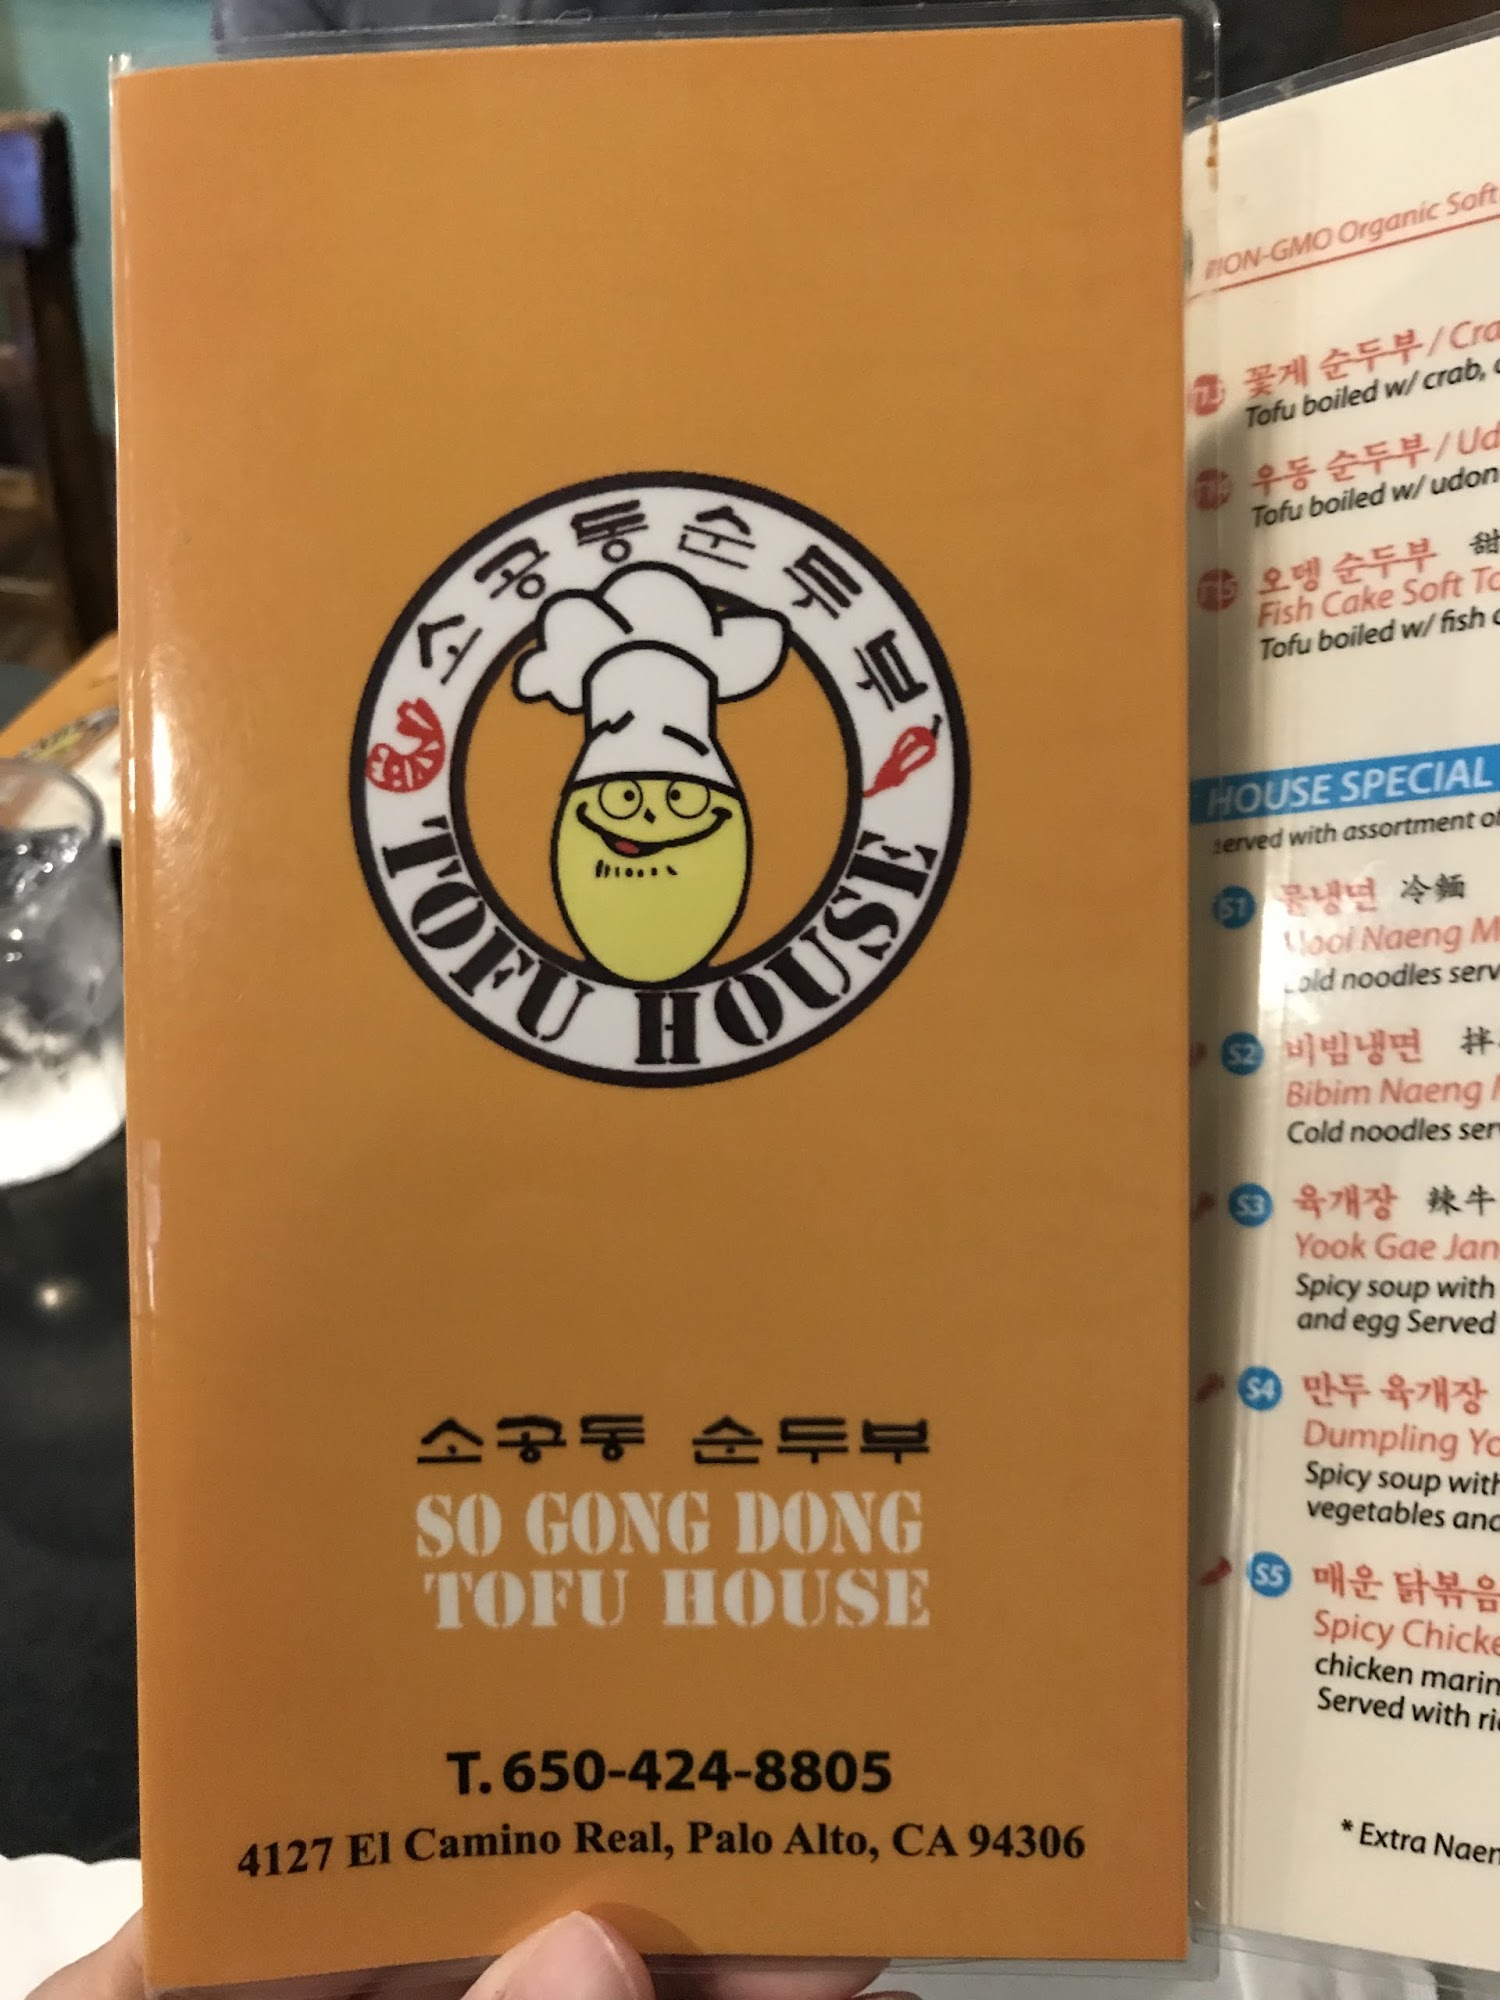 소공동순두부
TOFU HOUSE
소공동 순두부
SO GONG DONG
TOFU HOUSE
T. 650-424-8805
4127 El Camino Real, Palo Alto, CA 94306
NON-GMO Organic Soft
꽃게 순두부 / Cra
Tofu boiled w/ crab,
우동 순두부 / Ud
Tofu boiled w/ udon
오뎅 순두부 甜
Fish Cake Soft To
Tofu boiled w/ fish c
HOUSE SPECIAL
served with assortment of
S1 물냉면 冷麵
Mool Naeng M
Cold noodles serv
S2 비빔냉면 拌
Bibim Naeng
Cold noodles serv
S3 육개장 辣牛
Yook Gae Jan
Spicy soup with
and egg Served
S4 만두 육개장
Dumpling Yo
Spicy soup with
vegetables and
S5 매운 닭볶음
Spicy Chicke
chicken marin
Served with ri
* Extra Naen